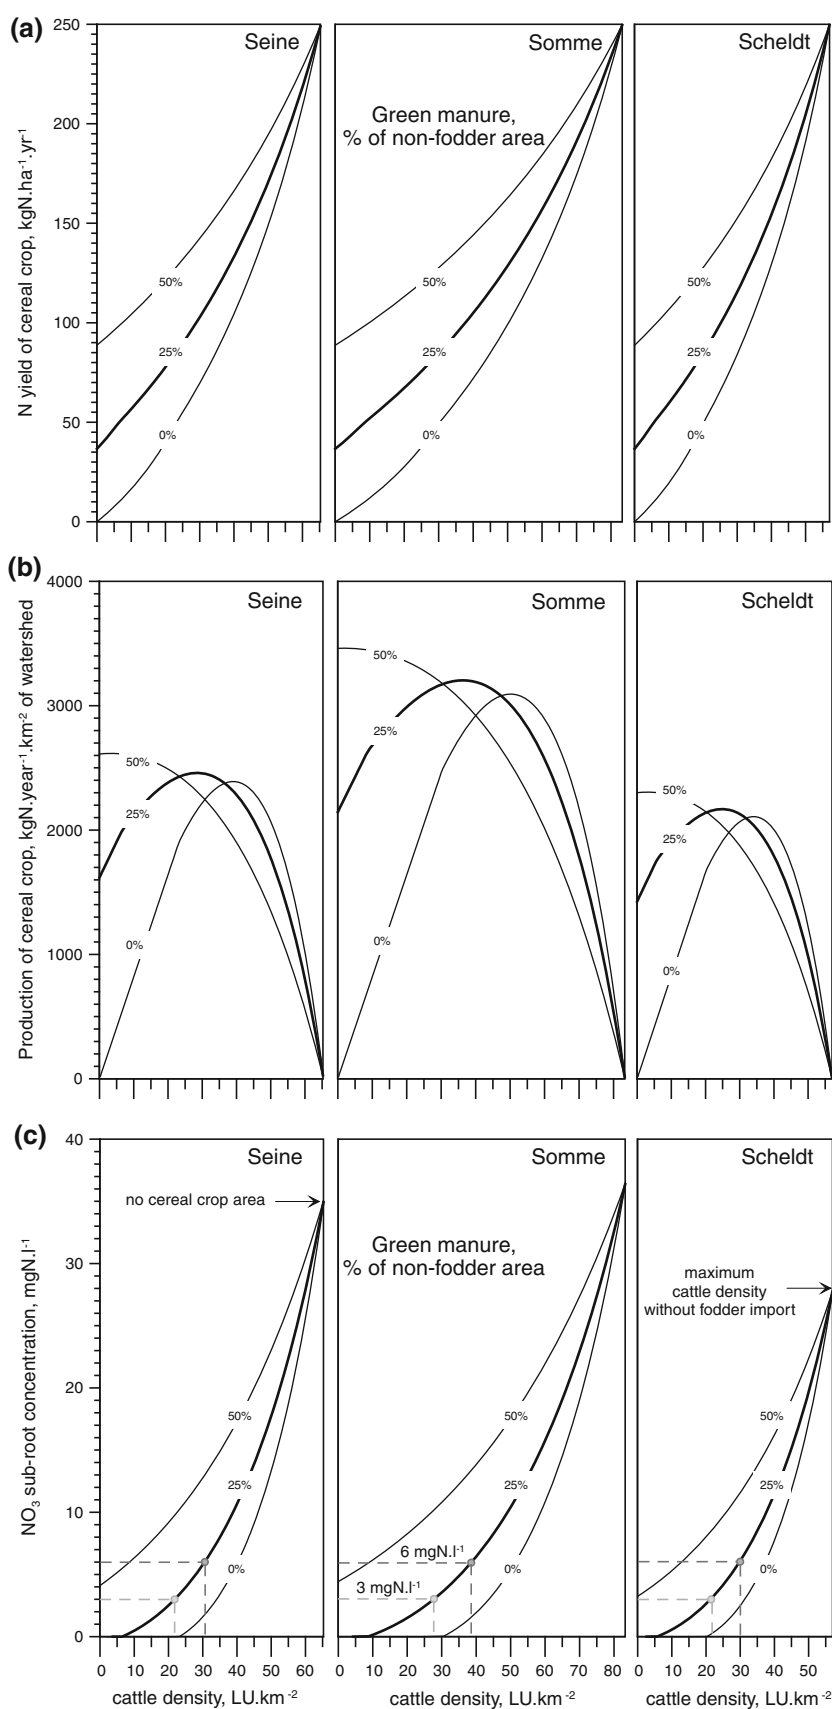 (a)
Seine
Somme
Scheldt
Green manure,
% of non-fodder area
N yield of cereal crop, kgN.ha⁻¹.yr⁻¹
250
200
150
100
50
0
50%
25%
0%
50%
25%
0%
50%
25%
0%
(b)
Seine
Somme
Scheldt
Production of cereal crop, kgN.year⁻¹.km⁻² of watershed
4000
3000
2000
1000
0
50%
25%
0%
50%
25%
0%
50%
25%
0%
(c)
Seine
Somme
Scheldt
no cereal crop area
Green manure,
% of non-fodder area
maximum
cattle density
without fodder import
NO₃ sub-root concentration, mgN.l⁻¹
40
30
20
10
0
50%
25%
0%
50%
25%
0%
6 mgN.l⁻¹
3 mgN.l⁻¹
50%
25%
0%
0 10 20 30 40 50 60
0 10 20 30 40 50 60 70 80
0 10 20 30 40 50
cattle density, LU.km⁻²
cattle density, LU.km⁻²
cattle density, LU.km⁻²